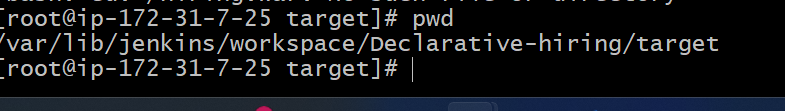 [root@ip-172-31-7-25 target]# pwd
/var/lib/jenkins/workspace/Declarative-hiring/target
[root@ip-172-31-7-25 target]#